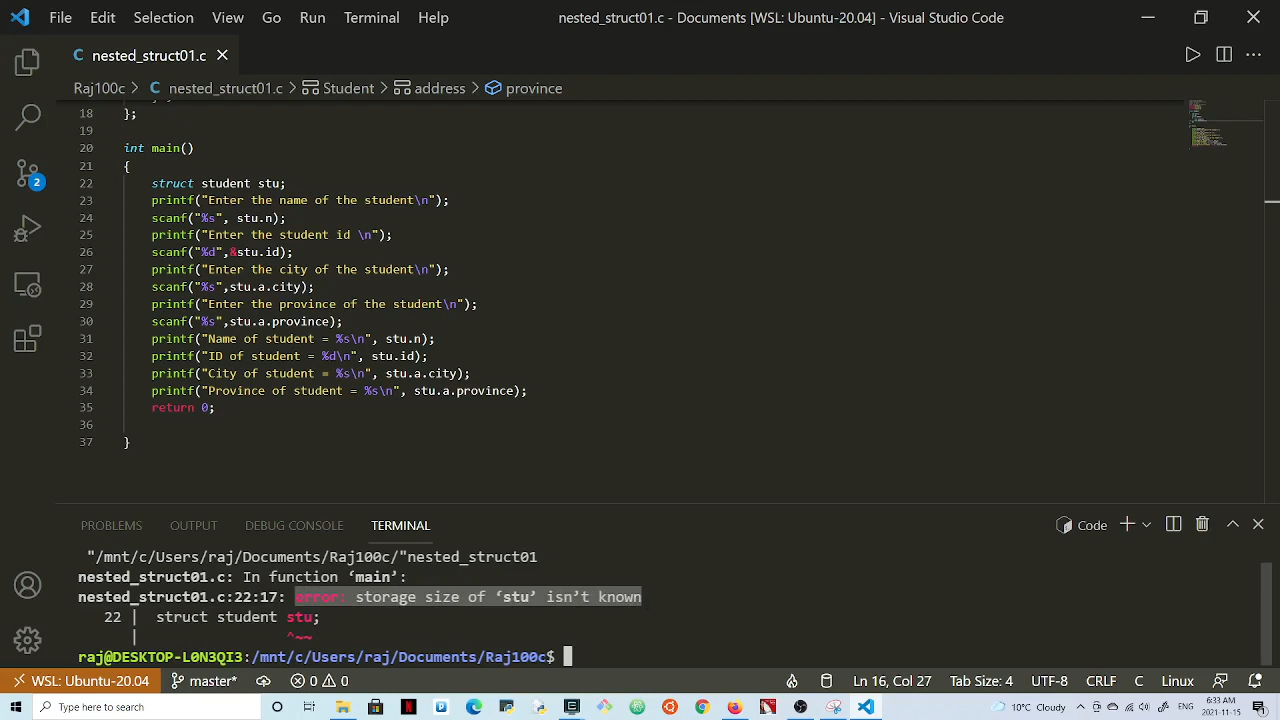 File Edit Selection View Go Run Terminal Help nested_struct01.c - Documents [WSL: Ubuntu-20.04] - Visual Studio Code
C nested_struct01.c
Raj100c > C nested_struct01.c > Student > address > province
18 };
19
20 int main()
21 {
22 struct student stu;
23 printf("Enter the name of the student\n");
24 scanf("%s", stu.n);
25 printf("Enter the student id \n");
26 scanf("%d",&stu.id);
27 printf("Enter the city of the student\n");
28 scanf("%s",stu.a.city);
29 printf("Enter the province of the student\n");
30 scanf("%s",stu.a.province);
31 printf("Name of student = %s\n", stu.n);
32 printf("ID of student = %d\n", stu.id);
33 printf("City of student = %s\n", stu.a.city);
34 printf("Province of student = %s\n", stu.a.province);
35 return 0;
36
37 }
2
PROBLEMS OUTPUT DEBUG CONSOLE TERMINAL Code
"/mnt/c/Users/raj/Documents/Raj100c/"nested_struct01
nested_struct01.c: In function ‘main’:
nested_struct01.c:22:17: error: storage size of ‘stu’ isn’t known
22 | struct student stu;
| ^~~
raj@DESKTOP-L0N3QI3:/mnt/c/Users/raj/Documents/Raj100c$
WSL: Ubuntu-20.04 master* 0 0 Ln 16, Col 27 Tab Size: 4 UTF-8 CRLF C Linux
Type here to search 10°C Cloudy ENG 6:33 AM
2021-11-15